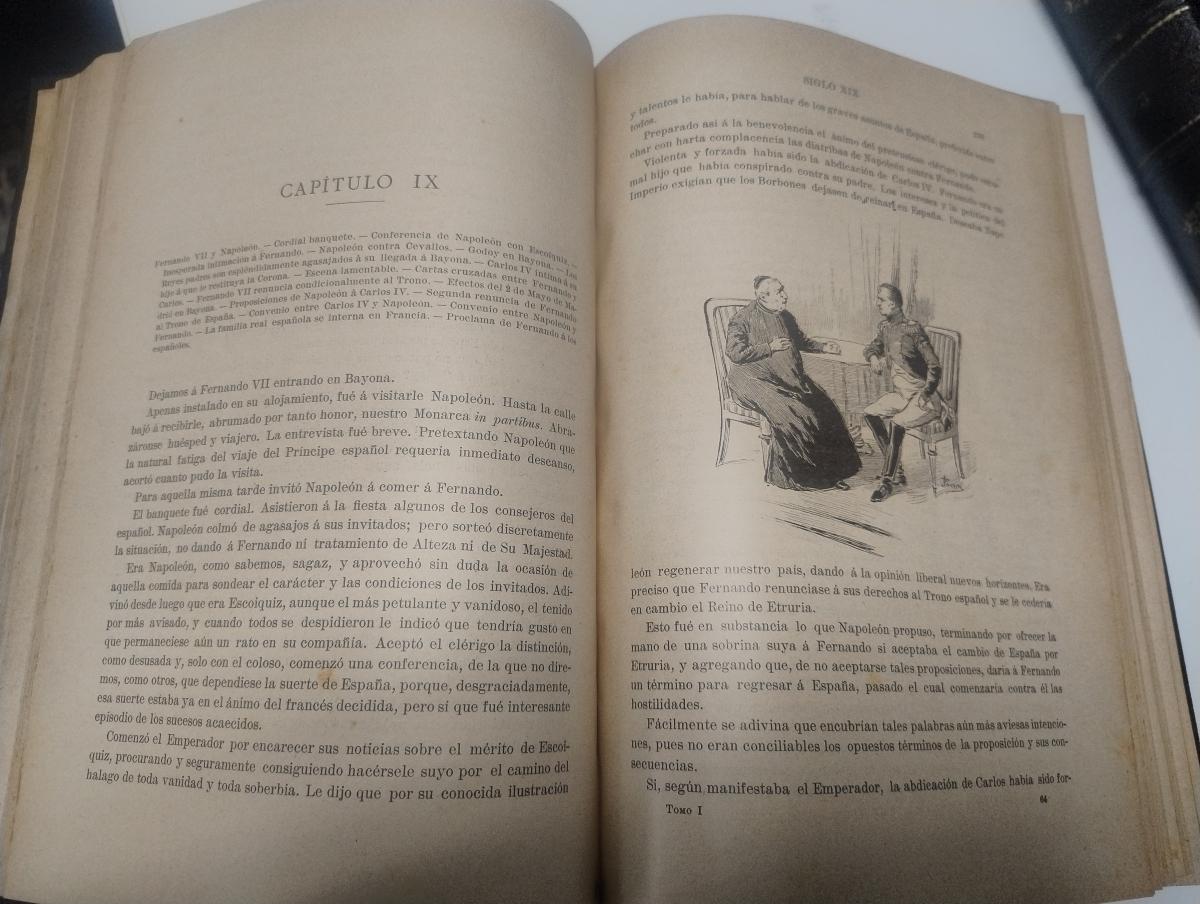 CAPÍTULO IX
Fernando VII y Napoleón. — Cordial banquete. — Conferencia de Napoleón con Escoiquiz. —
Inesperada intimación á Fernando. — Napoleón contra Cevallos. — Godoy en Bayona. — Los
Reyes padres son espléndidamente agasajados á su llegada á Bayona. — Carlos IV intima á su
hijo á que le restituya la Corona. — Escena lamentable. — Cartas cruzadas entre Fernando y
Carlos. — Fernando VII renuncia condicionalmente al Trono. — Efectos del 2 de Mayo de Ma-
drid en Bayona. — Proposiciones de Napoleón á Carlos IV. — Segunda renuncia de Fernando
al Trono de España. — Convenio entre Carlos IV y Napoleón. — Convenio entre Napoleón y
Fernando. — La familia real española se interna en Francia. — Proclama de Fernando á los
españoles.
Dejamos á Fernando VII entrando en Bayona.
Apenas instalado en su alojamiento, fué á visitarle Napoleón. Hasta la calle
bajó á recibirle, abrumado por tanto honor, nuestro Monarca in partibus. Abra-
záronse huésped y viajero. La entrevista fué breve. Pretextando Napoleón que
la natural fatiga del viaje del Príncipe español requería inmediato descanso,
acortó cuanto pudo la visita.
Para aquella misma tarde invitó Napoleón á comer á Fernando.
El banquete fué cordial. Asistieron á la fiesta algunos de los consejeros del
español. Napoleón colmó de agasajos á sus invitados; pero sorteó discretamente
la situación, no dando á Fernando ni tratamiento de Alteza ni de Su Majestad.
Era Napoleón, como sabemos, sagaz, y aprovechó sin duda la ocasión de
aquella comida para sondear el carácter y las condiciones de los invitados. Adi-
vinó desde luego que era Escoiquiz, aunque el más petulante y vanidoso, el tenido
por más avisado, y cuando todos se despidieron le indicó que tendría gusto en
que permaneciese aún un rato en su compañía. Aceptó el clérigo la distinción,
como desusada y, solo con el coloso, comenzó una conferencia, de la que no dire-
mos, como otros, que dependiese la suerte de España, porque, desgraciadamente,
esa suerte estaba ya en el ánimo del francés decidida, pero sí que fué interesante
episodio de los sucesos acaecidos.
Comenzó el Emperador por encarecer sus noticias sobre el mérito de Escoi-
quiz, procurando y seguramente consiguiendo hacérsele suyo por el camino del
halago de toda vanidad y toda soberbia. Le dijo que por su conocida ilustración
SIGLO XIX
y talentos le había, para hablar de los graves asuntos de España, preferido entre
todos.
Preparado así á la benevolencia el ánimo del pretencioso clérigo, pudo escu-
char con harta complacencia las diatribas de Napoleón contra Fernando.
Violenta y forzada había sido la abdicación de Carlos IV. Fernando era un
mal hijo que había conspirado contra su padre. Los intereses y la política del
Imperio exigían que los Borbones dejasen de reinar en España. Deseaba Napo-
león regenerar nuestro país, dando á la opinión liberal nuevos horizontes. Era
preciso que Fernando renunciase á sus derechos al Trono español y se le cedería
en cambio el Reino de Etruria.
Esto fué en substancia lo que Napoleón propuso, terminando por ofrecer la
mano de una sobrina suya á Fernando si aceptaba el cambio de España por
Etruria, y agregando que, de no aceptarse tales proposiciones, daría á Fernando
un término para regresar á España, pasado el cual comenzaría contra él las
hostilidades.
Fácilmente se adivina que encubrían tales palabras aún más aviesas intencio-
nes, pues no eran conciliables los opuestos términos de la proposición y sus con-
secuencias.
Si, según manifestaba el Emperador, la abdicación de Carlos había sido for-
Tomo I
64